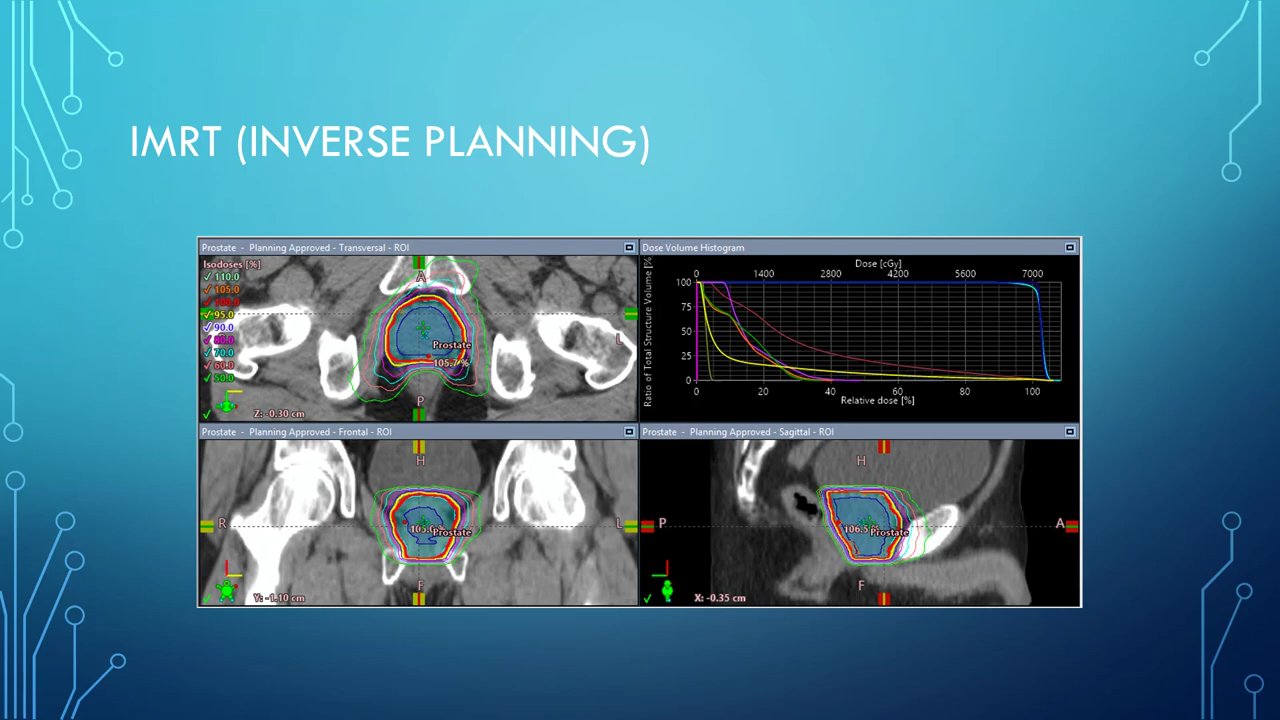 IMRT (INVERSE PLANNING)
Prostate - Planning Approved - Transversal - ROI
Isodoses [%]
✓ 110.0
✓ 105.0
✓ 100.0
✓ 95.0
✓ 90.0
✓ 80.0
✓ 70.0
✓ 60.0
✓ 50.0
A
L
Prostate
105.7 %
P
Z: -0.30 cm
Dose Volume Histogram
Dose [cGy]
0 1400 2800 4200 5600 7000
Ratio of Total Structure Volume [%]
100
75
50
25
0
0 20 40 60 80 100
Relative dose [%]
Prostate - Planning Approved - Frontal - ROI
H
R
L
Prostate
F
Y: -1.10 cm
Prostate - Planning Approved - Sagittal - ROI
H
P
A
106.5
Prostate
F
X: -0.35 cm